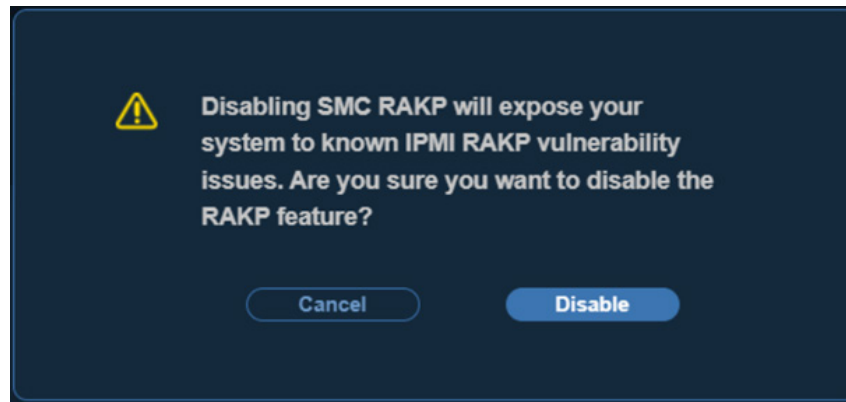 Disabling SMC RAKP will expose your
system to known IPMI RAKP vulnerability
issues. Are you sure you want to disable the
RAKP feature?
Cancel Disable